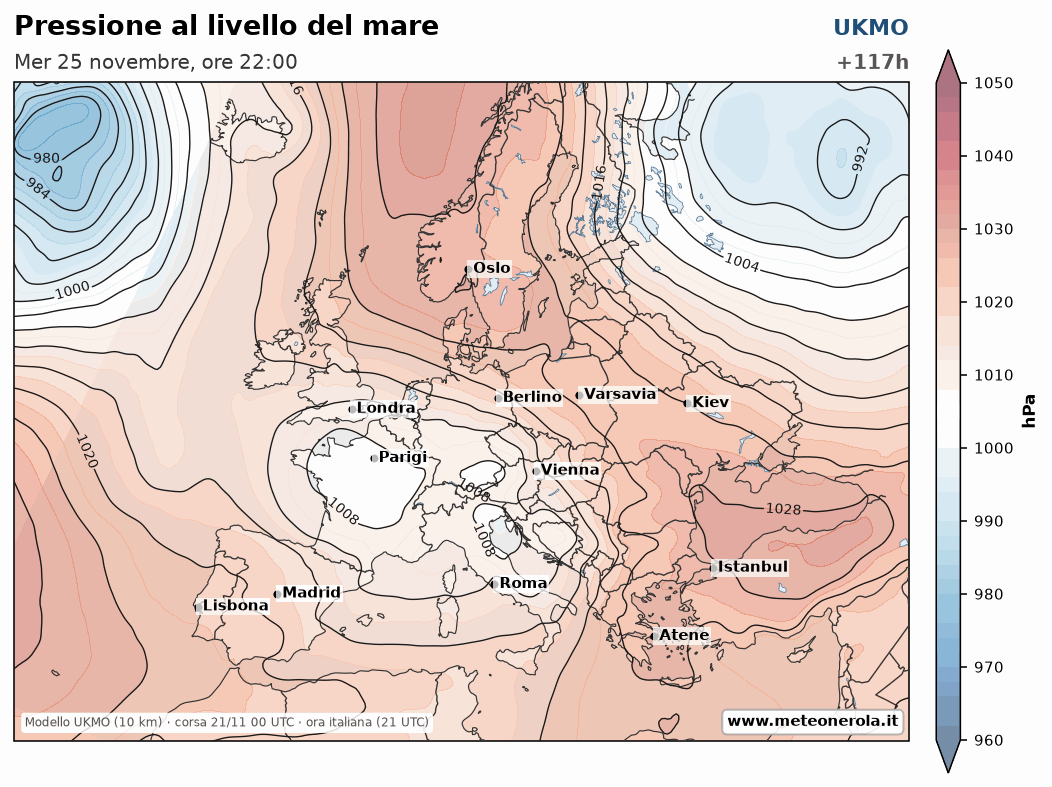 Pressione al livello del mare
UKMO
Mer 25 novembre, ore 22:00
+117h
1050
1040
1030
1020
1010
1000
990
980
970
960
hPa
16
980
984
0
1000
1016
992
1004
1020
Oslo
Berlino
Varsavia
Kiev
Londra
Parigi
Vienna
1008
1008
1008
1028
Istanbul
Roma
Madrid
Lisbona
Atene
Modello UKMO (10 km) · corsa 21/11 00 UTC · ora italiana (21 UTC)
www.meteonerola.it